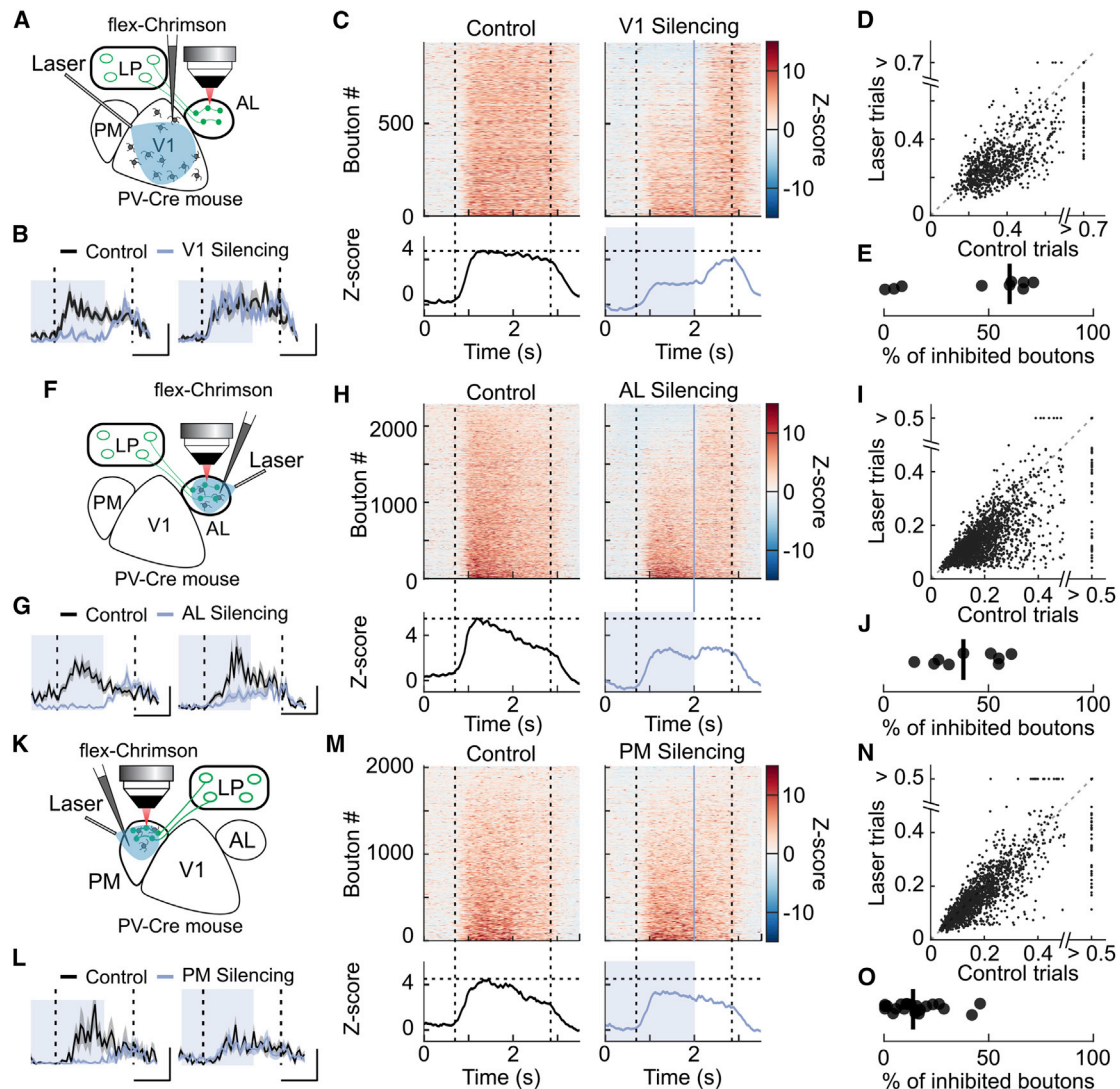 A
flex-Chrimson
Laser
LP
AL
PM
V1
PV-Cre mouse
B
Control V1 Silencing
C
Control V1 Silencing
Bouton #
500
0
10
0
-10
Z-score
Z-score
4
0
0 2 0 2
Time (s) Time (s)
D
Laser trials >
0.7
0.4
0
0 0.4 > 0.7
Control trials
E
0 50 100
% of inhibited boutons
F
flex-Chrimson
LP
Laser
PM
V1
AL
PV-Cre mouse
G
Control AL Silencing
H
Control AL Silencing
Bouton #
2000
1000
0
10
0
-10
Z-score
Z-score
4
0
0 2 0 2
Time (s) Time (s)
I
Laser trials >
0.5
0.4
0.2
0
0 0.2 0.4 > 0.5
Control trials
J
0 50 100
% of inhibited boutons
K
flex-Chrimson
Laser
LP
AL
PM
V1
PV-Cre mouse
L
Control PM Silencing
M
Control PM Silencing
Bouton #
2000
1000
0
10
0
-10
Z-score
Z-score
4
0
0 2 0 2
Time (s) Time (s)
N
Laser trials >
0.5
0.4
0.2
0
0 0.2 0.4 > 0.5
Control trials
O
0 50 100
% of inhibited boutons